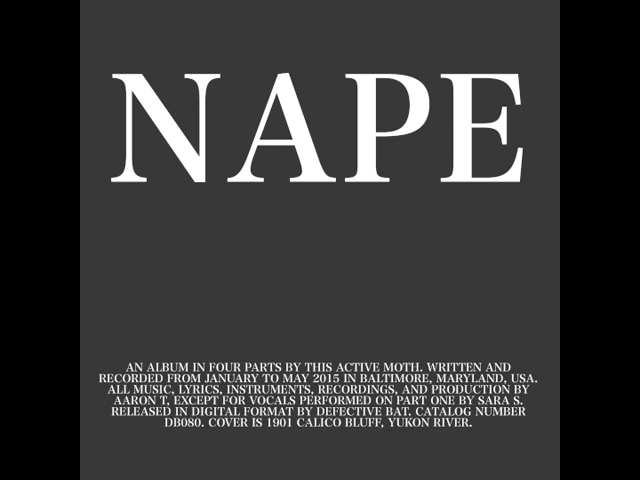 NAPE
AN ALBUM IN FOUR PARTS BY THIS ACTIVE MOTH. WRITTEN AND
RECORDED FROM JANUARY TO MAY 2015 IN BALTIMORE, MARYLAND, USA.
ALL MUSIC, LYRICS, INSTRUMENTS, RECORDINGS, AND PRODUCTION BY
AARON T, EXCEPT FOR VOCALS PERFORMED ON PART ONE BY SARA S.
RELEASED IN DIGITAL FORMAT BY DEFECTIVE BAT. CATALOG NUMBER
DB080. COVER IS 1901 CALICO BLUFF, YUKON RIVER.